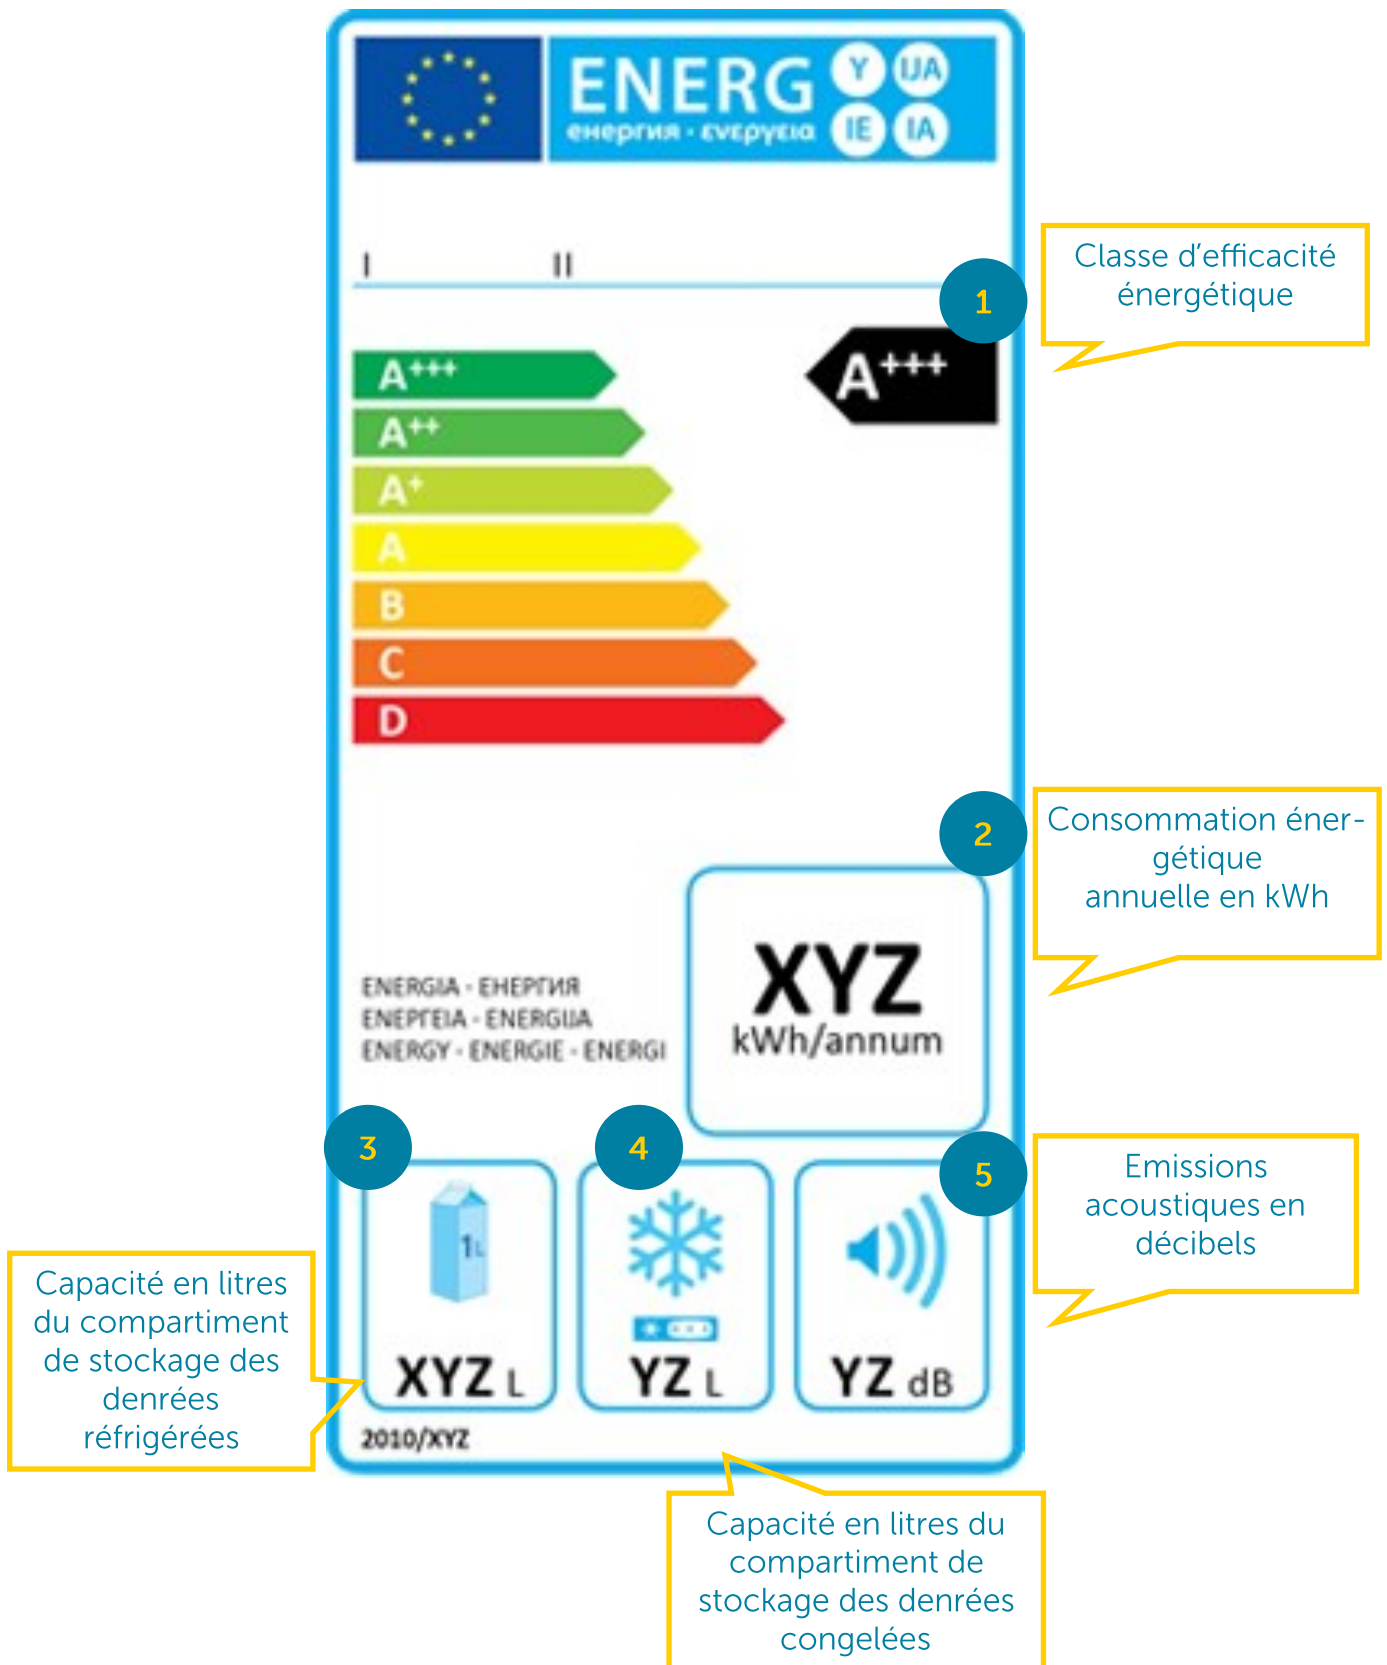 ENERG
енергия · ενεργεια
Y
IJA
IE
IA
I
II
1
Classe d'efficacité
énergétique
A+++
A+++
A++
A+
A
B
C
D
2
Consommation éner-
gétique
annuelle en kWh
XYZ
kWh/annum
ENERGIA · ЕНЕРГИЯ
ΕΝΕΡΓΕΙΑ · ENERGIJA
ENERGY · ENERGIE · ENERGI
3
4
5
Emissions
acoustiques en
décibels
1L
Capacité en litres
du compartiment
de stockage des
denrées
réfrigérées
XYZ L
YZ L
YZ dB
2010/XYZ
Capacité en litres du
compartiment de
stockage des denrées
congelées